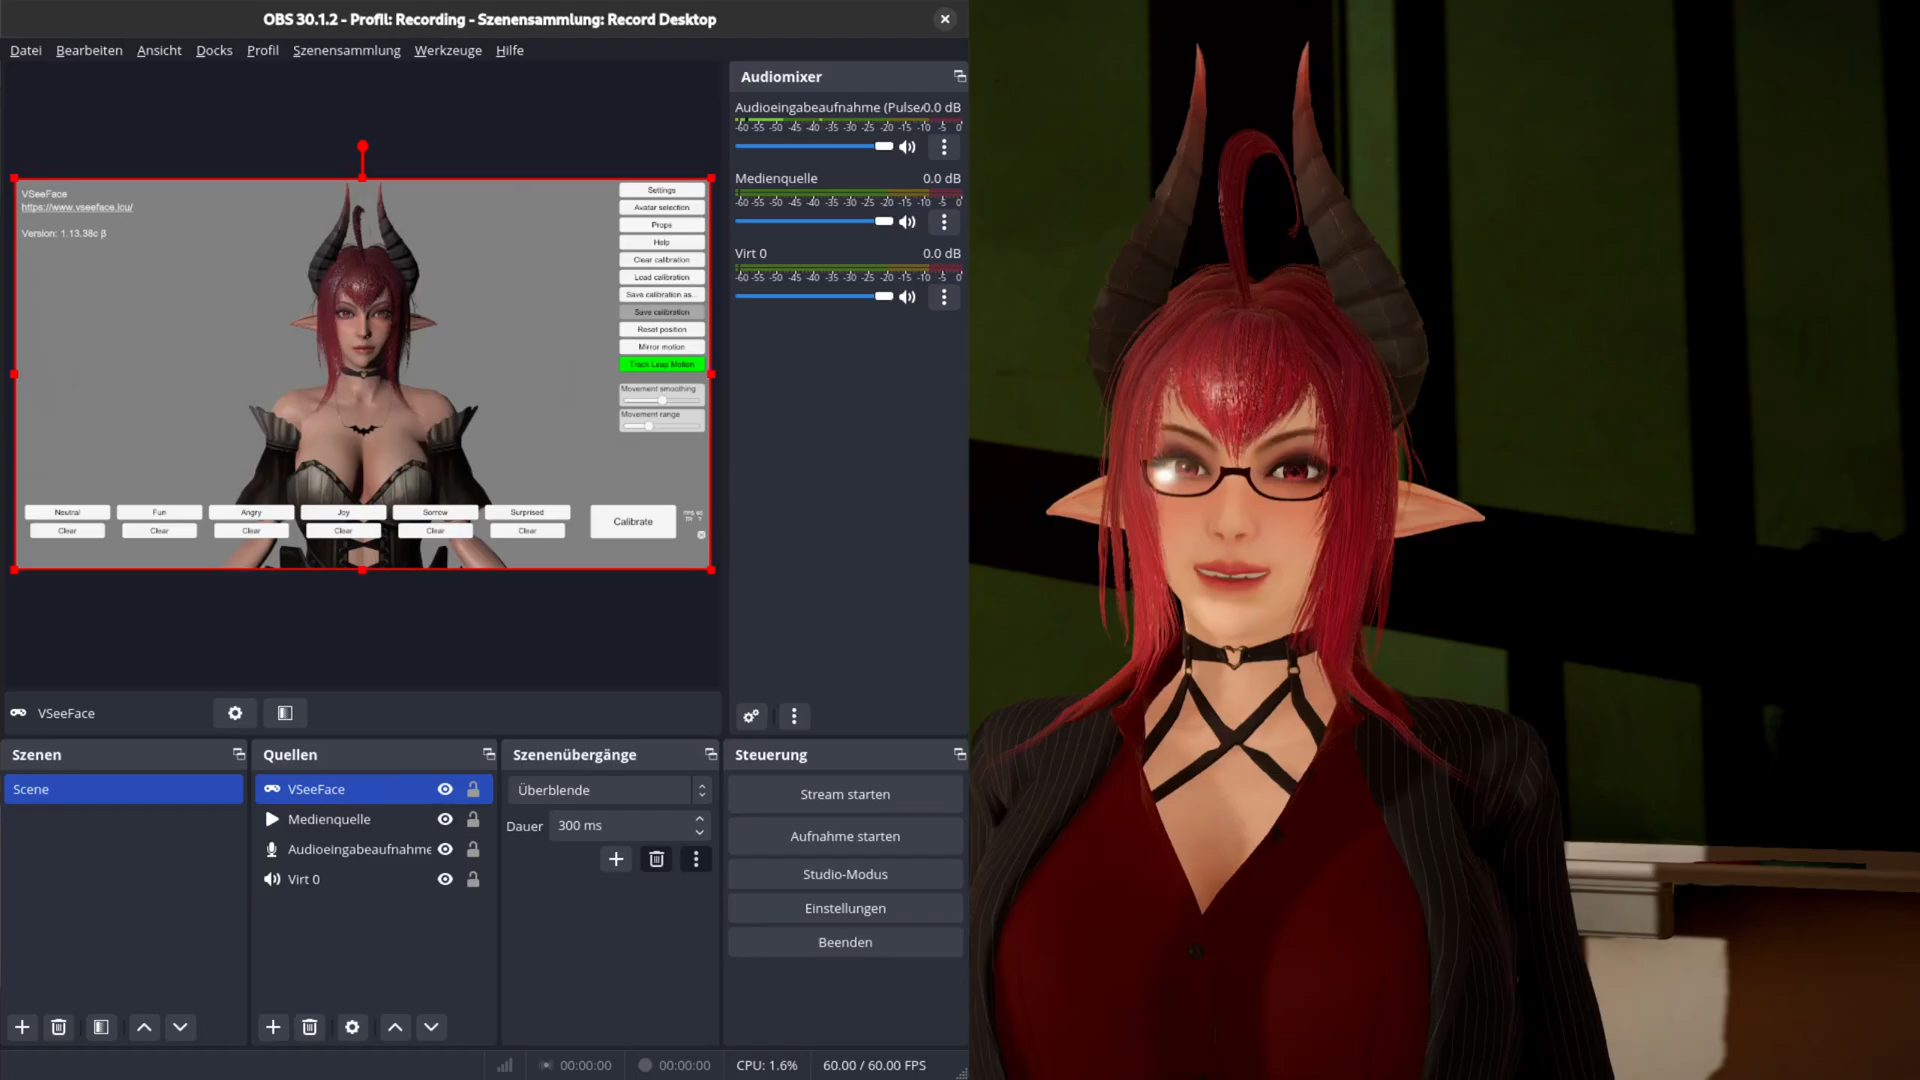 OBS 30.1.2 - Profil: Recording - Szenensammlung: Record Desktop
Datei Bearbeiten Ansicht Docks Profil Szenensammlung Werkzeuge Hilfe
VSeeFace
https://www.vseeface.icu/
Version: 1.13.38c β
Settings
Avatar selection
Props
Help
Clear calibration
Load calibration
Save calibration as...
Save calibration
Reset position
Mirror motion
Track Leap Motion
Movement smoothing
Movement range
Neutral Fun Angry Joy Sorrow Surprised
Clear Clear Clear Clear Clear Clear
Calibrate
Audiomixer
Audioeingabeaufnahme (Puls 0.0 dB
-60 -55 -50 -45 -40 -35 -30 -25 -20 -15 -10 -5 0
Medienquelle 0.0 dB
-60 -55 -50 -45 -40 -35 -30 -25 -20 -15 -10 -5 0
Virt 0 0.0 dB
-60 -55 -50 -45 -40 -35 -30 -25 -20 -15 -10 -5 0
VSeeFace
Szenen
Scene
Quellen
VSeeFace
Medienquelle
Audioeingabeaufnahme
Virt 0
Szenenübergänge
Überblende
Dauer 300 ms
Steuerung
Stream starten
Aufnahme starten
Studio-Modus
Einstellungen
Beenden
00:00:00 00:00:00 CPU: 1.6% 60.00 / 60.00 FPS